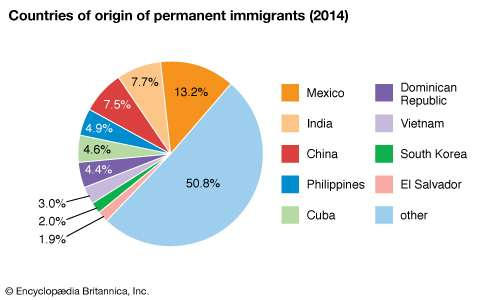 Countries of origin of permanent immigrants (2014)
7.7%
13.2%
7.5%
4.9%
4.6%
4.4%
3.0%
2.0%
1.9%
50.8%
Mexico
India
China
Philippines
Cuba
Dominican
Republic
Vietnam
South Korea
El Salvador
other
© Encyclopædia Britannica, Inc.